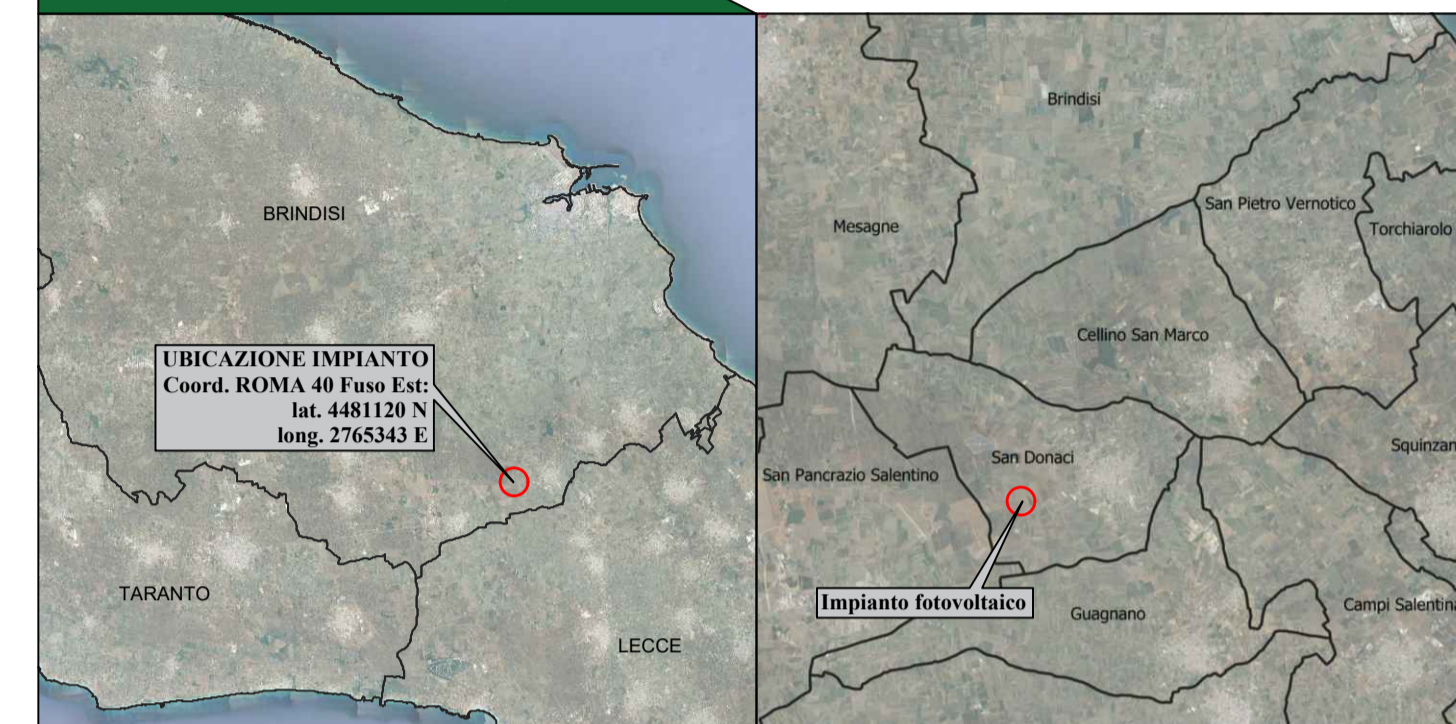 BRINDISI
UBICAZIONE IMPIANTO
Coord. ROMA 40 Fuso Est:
lat. 4481120 N
long. 2765343 E
TARANTO
LECCE
Brindisi
San Pietro Vernotico
Mesagne
Torchiarolo
Cellino San Marco
Squinzan
San Donaci
San Pancrazio Salentino
Impianto fotovoltaico
Guagnano
Campi Salentina